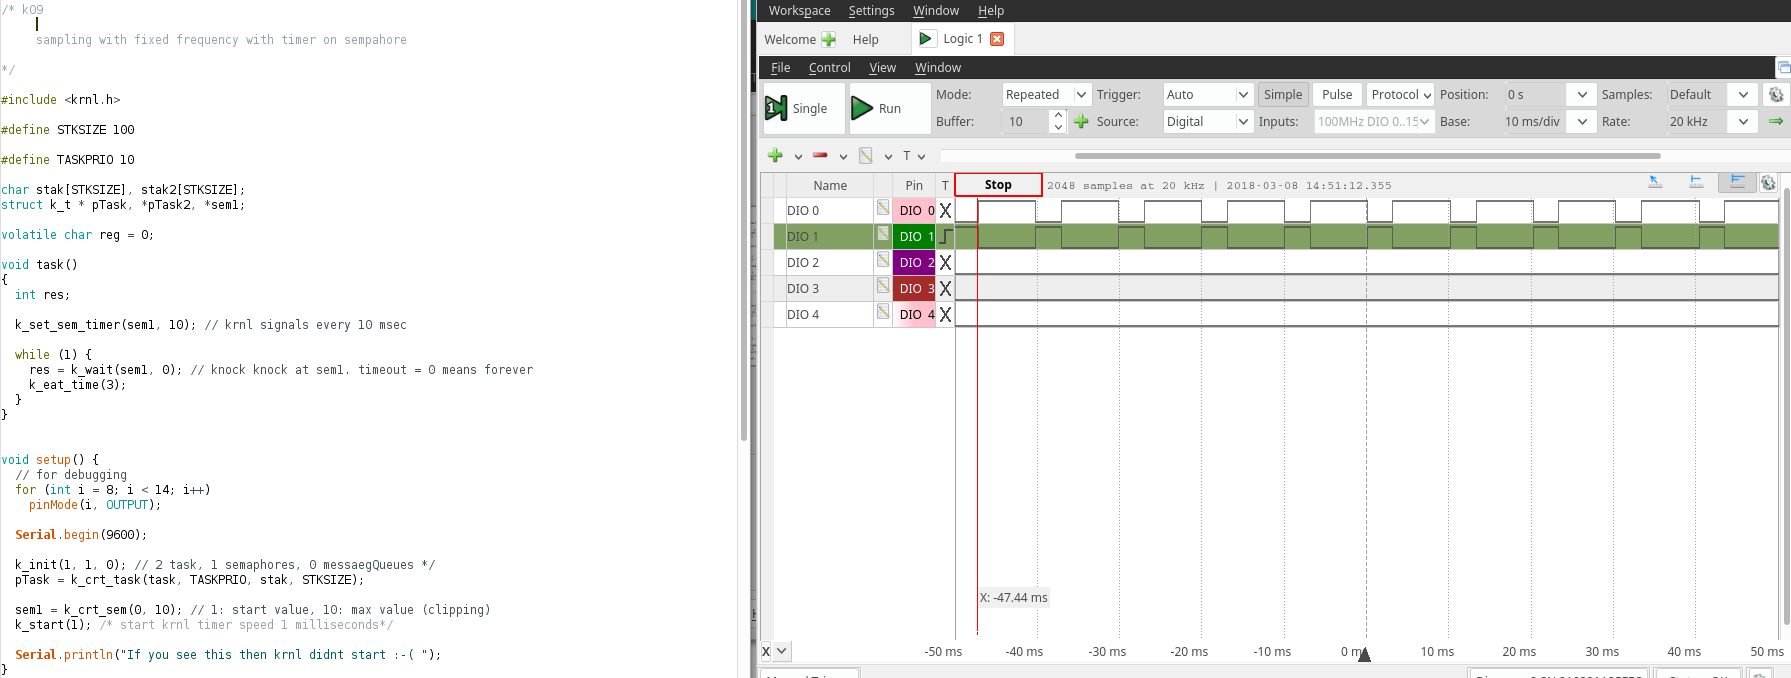 /* k09
sampling with fixed frequency with timer on sempahore
*/
#include <krnl.h>
#define STKSIZE 100
#define TASKPRIO 10
char stak[STKSIZE], stak2[STKSIZE];
struct k_t * pTask, *pTask2, *sem1;
volatile char reg = 0;
void task()
{
int res;
k_set_sem_timer(sem1, 10); // krnl signals every 10 msec
while (1) {
res = k_wait(sem1, 0); // knock knock at sem1. timeout = 0 means forever
k_eat_time(3);
}
}
void setup() {
// for debugging
for (int i = 8; i < 14; i++)
pinMode(i, OUTPUT);
Serial.begin(9600);
k_init(1, 1, 0); // 2 task, 1 semaphores, 0 messaegQueues */
pTask = k_crt_task(task, TASKPRIO, stak, STKSIZE);
sem1 = k_crt_sem(0, 10); // 1: start value, 10: max value (clipping)
k_start(1); /* start krnl timer speed 1 milliseconds*/
Serial.println("If you see this then krnl didnt start :-( ");
}
Workspace Settings Window Help
Welcome Help Logic 1
File Control View Window
Single Run
Mode: Repeated Trigger: Auto Simple Pulse Protocol Position: 0 s Samples: Default
Buffer: 10 Source: Digital Inputs: 100MHz DIO 0..15 Base: 10 ms/div Rate: 20 kHz
T
Name Pin T Stop 2048 samples at 20 kHz | 2018-03-08 14:51:12.355
DIO 0 DIO 0 X
DIO 1 DIO 1
DIO 2 DIO 2 X
DIO 3 DIO 3 X
DIO 4 DIO 4 X
X: -47.44 ms
X -50 ms -40 ms -30 ms -20 ms -10 ms 0 m 10 ms 20 ms 30 ms 40 ms 50 ms